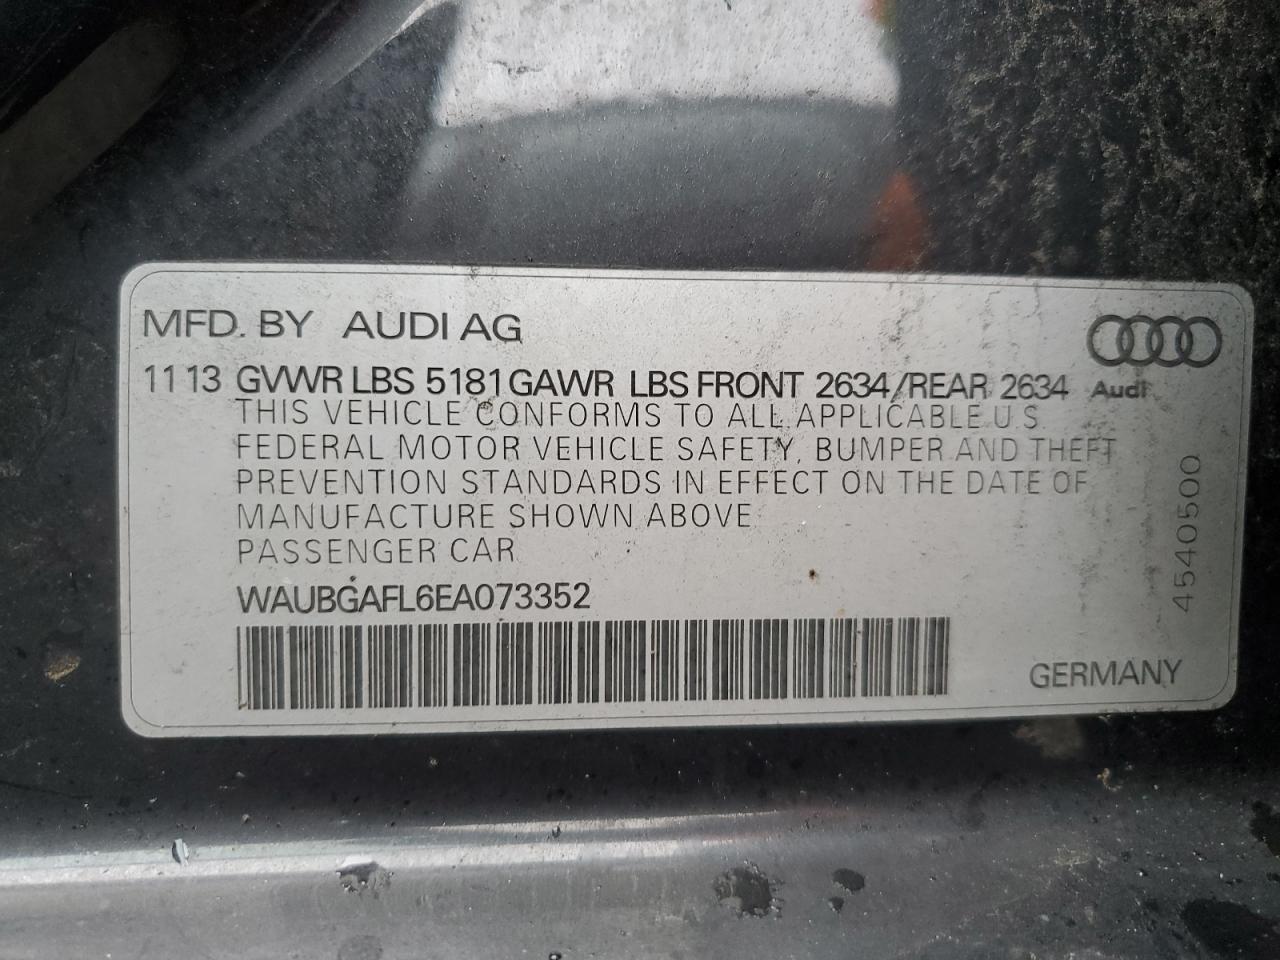 MFD. BY AUDI AG
11 13 GVWR LBS 5181 GAWR LBS FRONT 2634/REAR 2634
Audi
THIS VEHICLE CONFORMS TO ALL APPLICABLE U.S.
FEDERAL MOTOR VEHICLE SAFETY, BUMPER AND THEFT
PREVENTION STANDARDS IN EFFECT ON THE DATE OF
MANUFACTURE SHOWN ABOVE
PASSENGER CAR
WAUBGAFL6EA073352
GERMANY
4540500